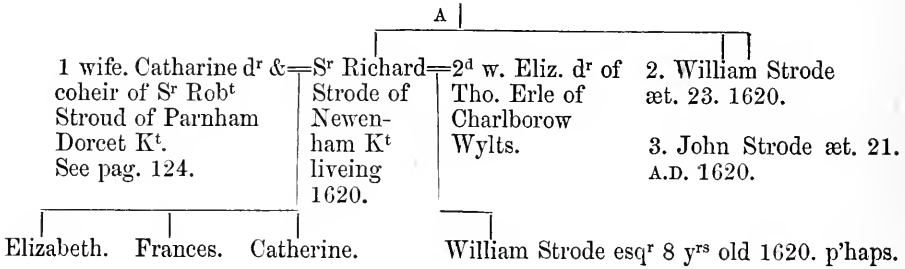 A
1 wife. Catharine dʳ &
coheir of Sʳ Robᵗ
Stroud of Parnham
Dorcet Kᵗ.
See pag. 124.
Sʳ Richard
Strode of
Newen-
ham Kᵗ
liveing
1620.
2ᵈ w. Eliz. dʳ of
Tho. Erle of
Charlborow
Wylts.
2. William Strode
æt. 23. 1620.
3. John Strode æt. 21.
A.D. 1620.
Elizabeth. Frances. Catherine.
William Strode esqʳ 8 yʳˢ old 1620. p'haps.